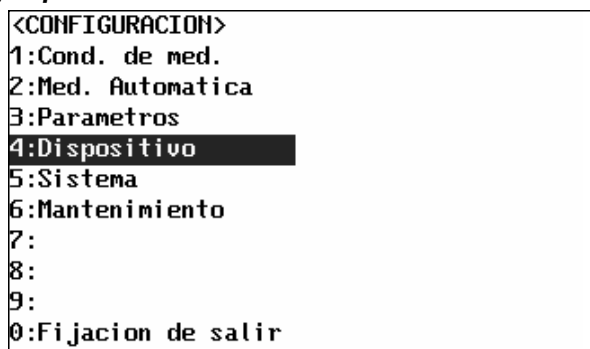 <CONFIGURACION>
1:Cond. de med.
2:Med. Automatica
3:Parametros
4:Dispositivo
5:Sistema
6:Mantenimiento
7:
8:
9:
0:Fijacion de salir